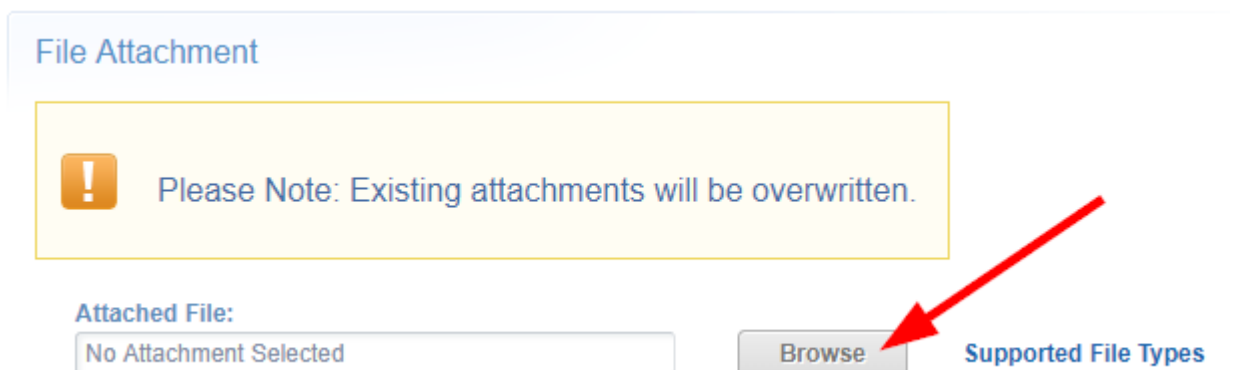 File Attachment
! Please Note: Existing attachments will be overwritten.
Attached File:
No Attachment Selected Browse Supported File Types